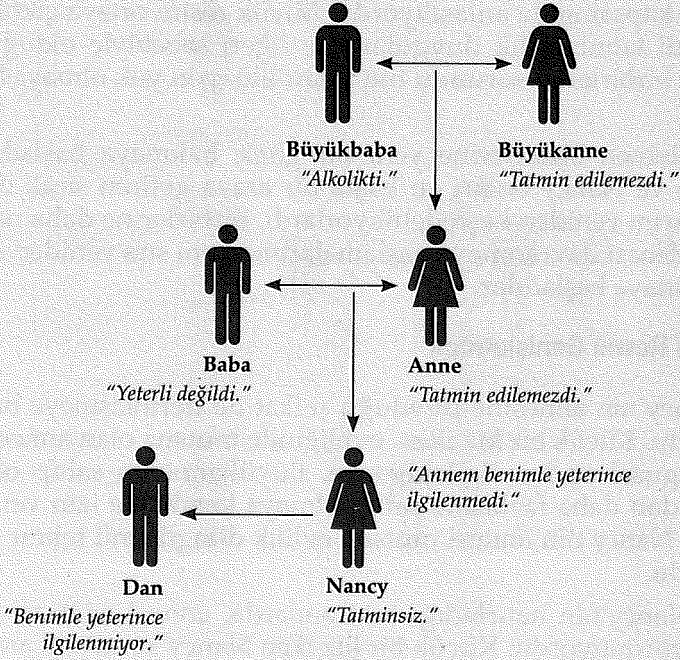 Büyükbaba
Büyükanne
“Alkolikti.”
“Tatmin edilemezdi.”
Baba
Anne
“Yeterli değildi.”
“Tatmin edilemezdi.”
“Annem benimle yeterince
ilgilenmedi.“
Dan
Nancy
“Benimle yeterince
ilgilenmiyor.”
“Tatminsiz.”